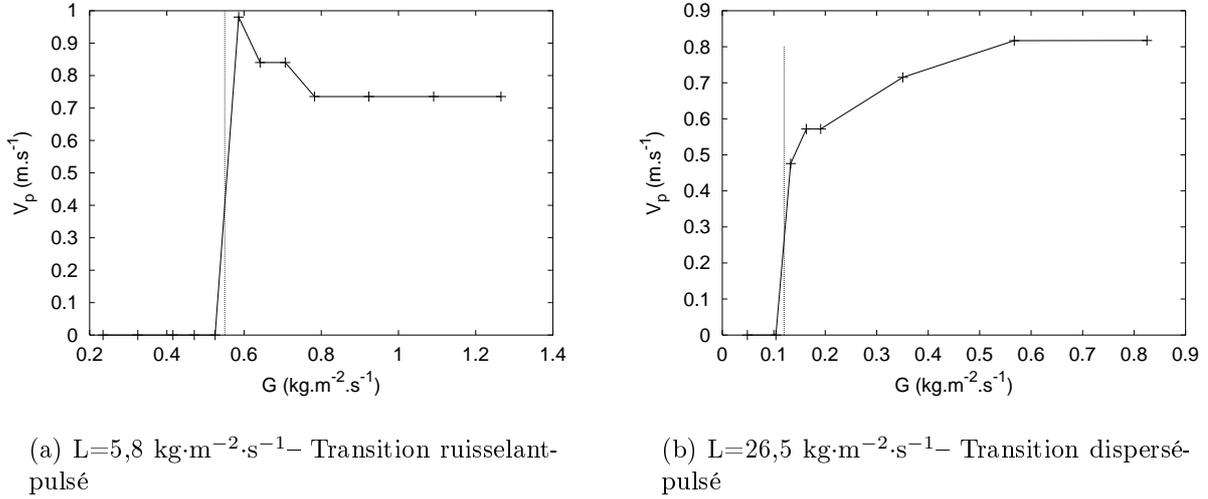 1
0.9
0.8
0.7
0.6
0.5
0.4
0.3
0.2
0.1
0
V_p (m.s^-1)
0.2 0.4 0.6 0.8 1 1.2 1.4
G (kg.m^-2.s^-1)
(a) L=5,8 kg·m^−2·s^−1– Transition ruisselant-
pulsé
0.9
0.8
0.7
0.6
0.5
0.4
0.3
0.2
0.1
0
V_p (m.s^-1)
0 0.1 0.2 0.3 0.4 0.5 0.6 0.7 0.8 0.9
G (kg.m^-2.s^-1)
(b) L=26,5 kg·m^−2·s^−1– Transition dispersé-
pulsé